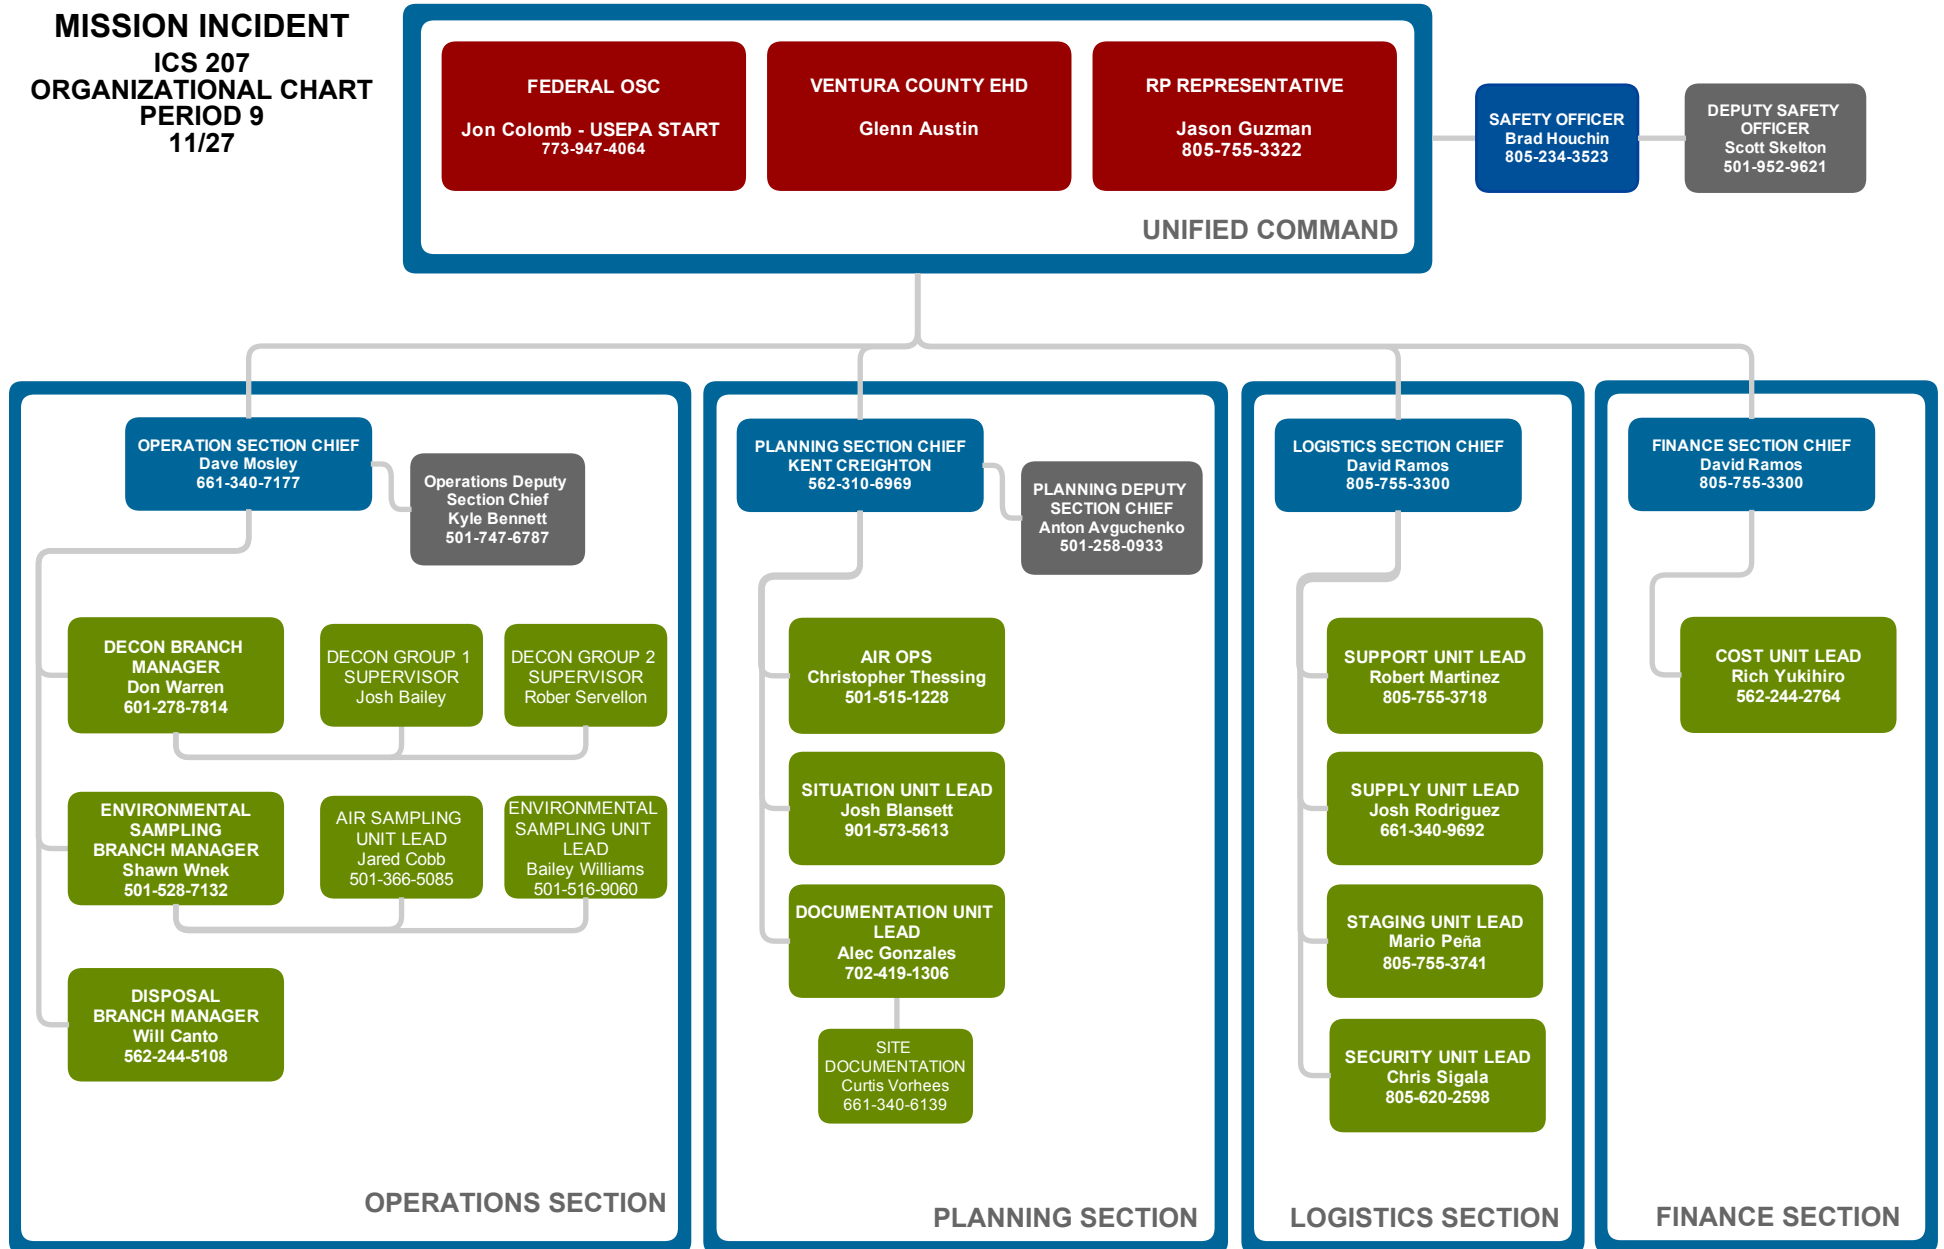 MISSION INCIDENT
ICS 207
ORGANIZATIONAL CHART
PERIOD 9
11/27
FEDERAL OSC
Jon Colomb - USEPA START
773-947-4064
VENTURA COUNTY EHD
Glenn Austin
RP REPRESENTATIVE
Jason Guzman
805-755-3322
UNIFIED COMMAND
SAFETY OFFICER
Brad Houchin
805-234-3523
DEPUTY SAFETY
OFFICER
Scott Skelton
501-952-9621
OPERATION SECTION CHIEF
Dave Mosley
661-340-7177
Operations Deputy
Section Chief
Kyle Bennett
501-747-6787
DECON BRANCH
MANAGER
Don Warren
601-278-7814
DECON GROUP 1
SUPERVISOR
Josh Bailey
DECON GROUP 2
SUPERVISOR
Rober Servellon
ENVIRONMENTAL
SAMPLING
BRANCH MANAGER
Shawn Wnek
501-528-7132
AIR SAMPLING
UNIT LEAD
Jared Cobb
501-366-5085
ENVIRONMENTAL
SAMPLING UNIT
LEAD
Bailey Williams
501-516-9060
DISPOSAL
BRANCH MANAGER
Will Canto
562-244-5108
OPERATIONS SECTION
PLANNING SECTION CHIEF
KENT CREIGHTON
562-310-6969
PLANNING DEPUTY
SECTION CHIEF
Anton Avguchenko
501-258-0933
AIR OPS
Christopher Thessing
501-515-1228
SITUATION UNIT LEAD
Josh Blansett
901-573-5613
DOCUMENTATION UNIT
LEAD
Alec Gonzales
702-419-1306
SITE
DOCUMENTATION
Curtis Vorhees
661-340-6139
PLANNING SECTION
LOGISTICS SECTION CHIEF
David Ramos
805-755-3300
SUPPORT UNIT LEAD
Robert Martinez
805-755-3718
SUPPLY UNIT LEAD
Josh Rodriguez
661-340-9692
STAGING UNIT LEAD
Mario Peña
805-755-3741
SECURITY UNIT LEAD
Chris Sigala
805-620-2598
LOGISTICS SECTION
FINANCE SECTION CHIEF
David Ramos
805-755-3300
COST UNIT LEAD
Rich Yukihiro
562-244-2764
FINANCE SECTION